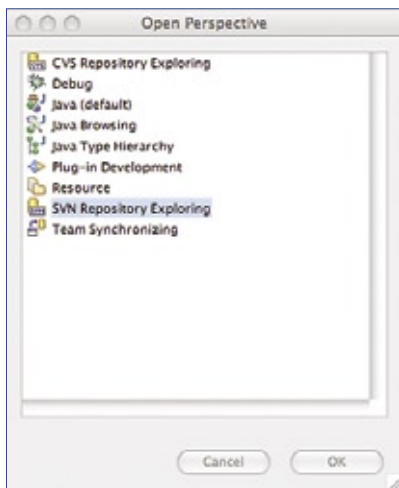 Open Perspective
CVS Repository Exploring
Debug
Java (default)
Java Browsing
Java Type Hierarchy
Plug-in Development
Resource
SVN Repository Exploring
Team Synchronizing
Cancel
OK